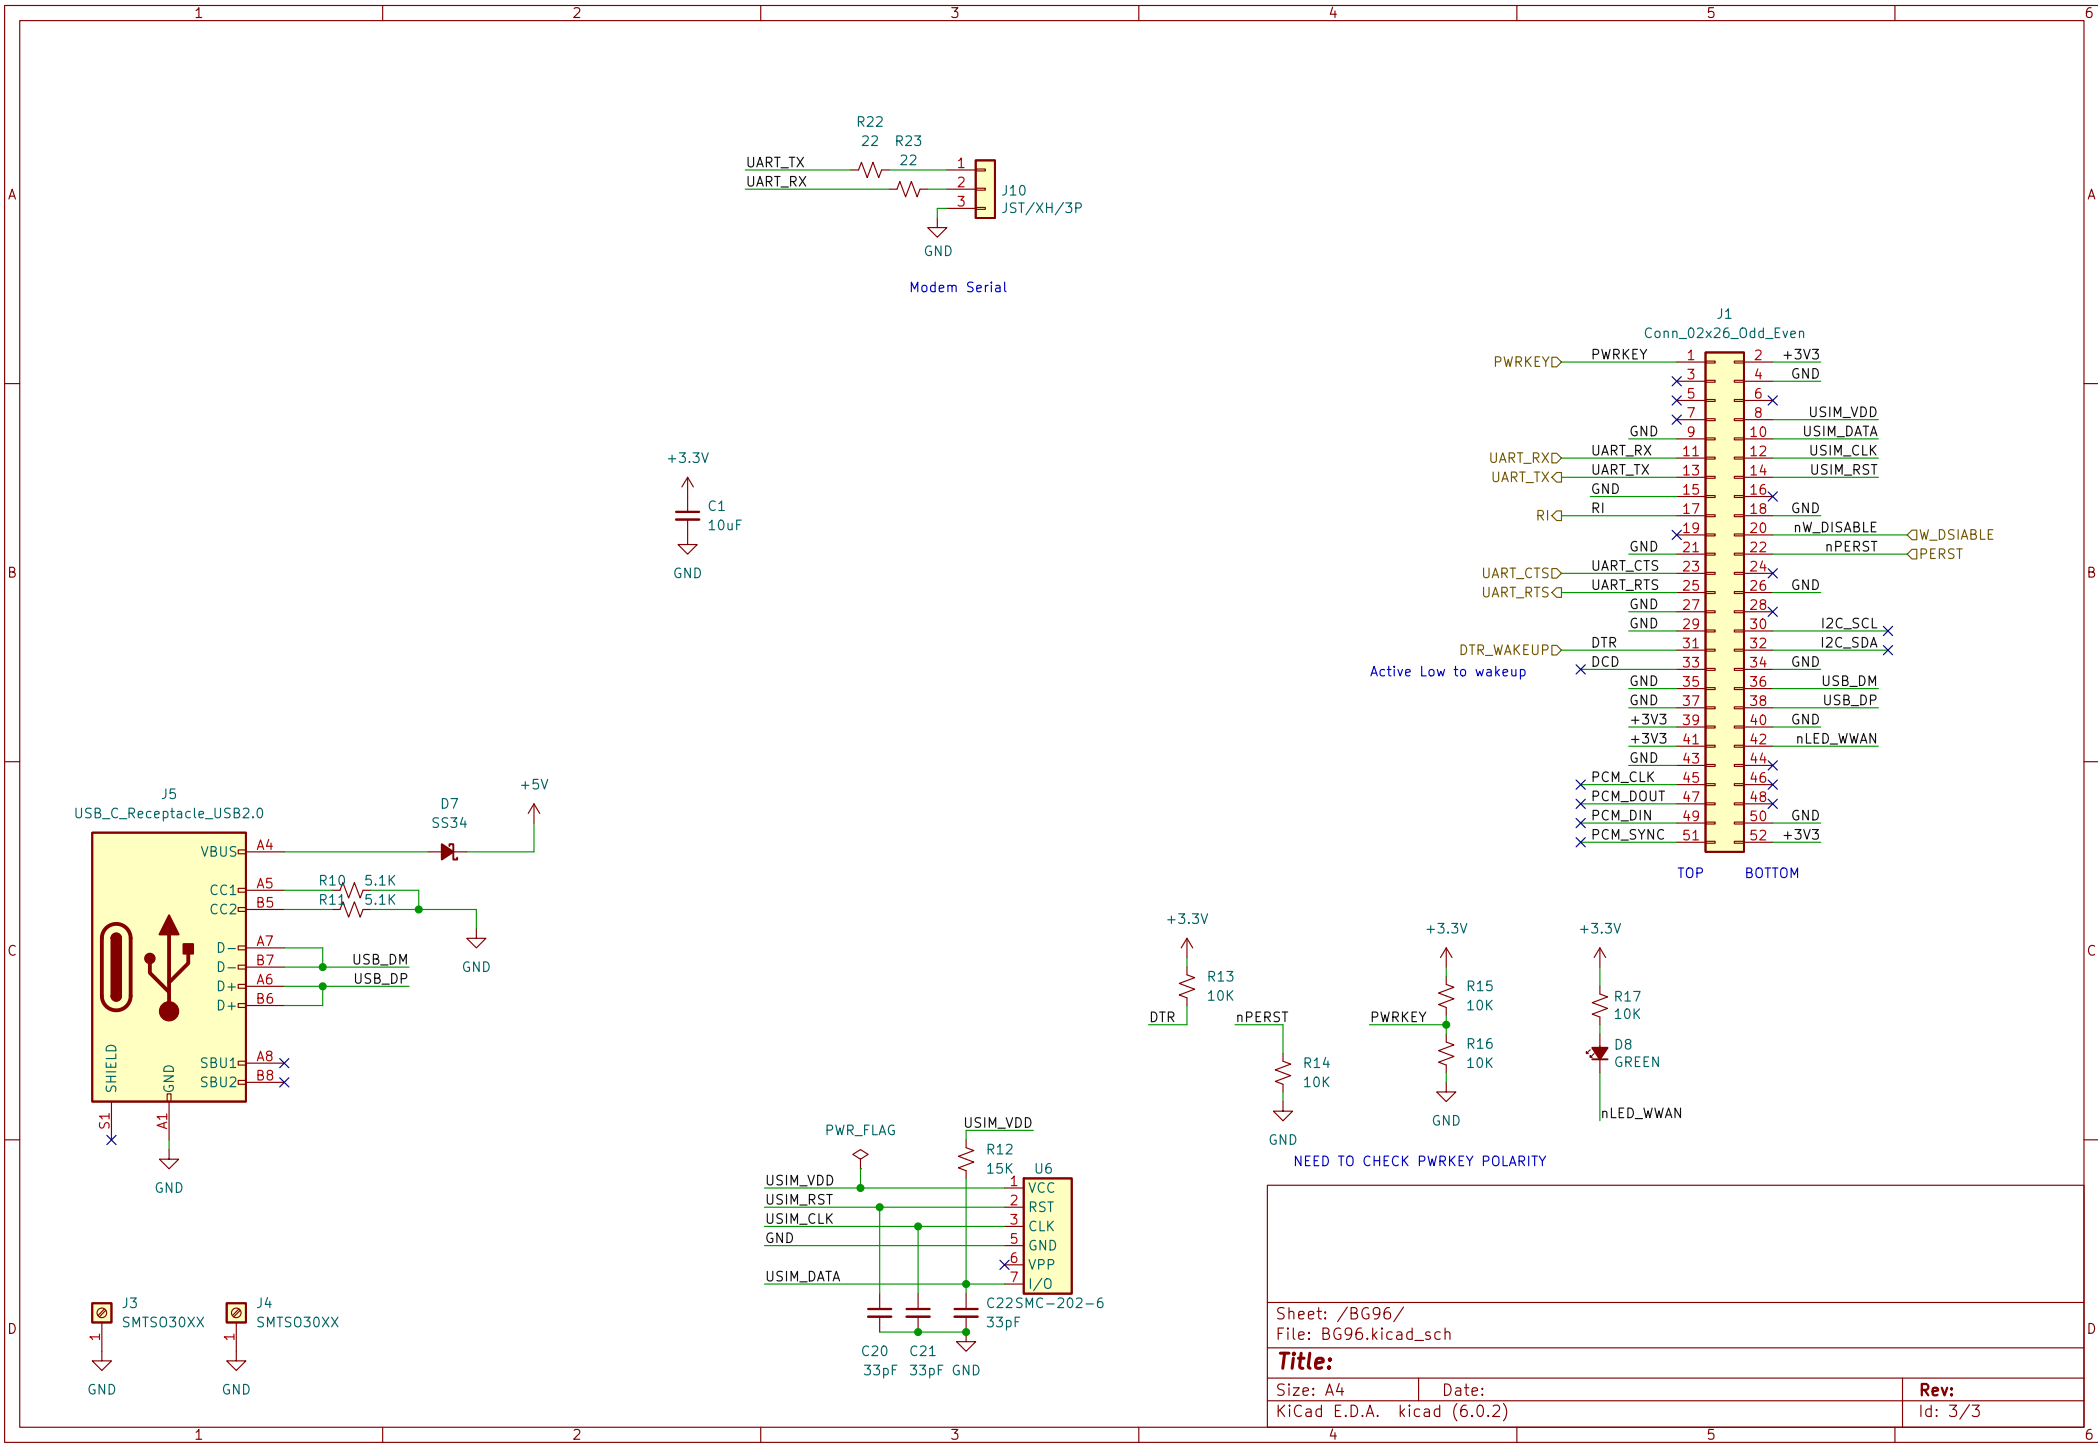 1 2 3 4 5 6
R22
22
R23
22
UART_TX
UART_RX
1
2
3
J10
JST/XH/3P
GND
Modem Serial
A A
J1
Conn_02x26_Odd_Even
PWRKEY PWRKEY 1 2 +3V3
3 4 GND
5 6
7 8 USIM_VDD
GND 9 10 USIM_DATA
UART_RX UART_RX 11 12 USIM_CLK
UART_TX UART_TX 13 14 USIM_RST
GND 15 16
RI RI 17 18 GND
19 20 nW_DISABLE W_DSIABLE
GND 21 22 nPERST PERST
UART_CTS UART_CTS 23 24
UART_RTS UART_RTS 25 26 GND
GND 27 28
GND 29 30 I2C_SCL
DTR_WAKEUP DTR 31 32 I2C_SDA
Active Low to wakeup
DCD 33 34 GND
GND 35 36 USB_DM
GND 37 38 USB_DP
+3V3 39 40 GND
+3V3 41 42 nLED_WWAN
GND 43 44
PCM_CLK 45 46
PCM_DOUT 47 48
PCM_DIN 49 50 GND
PCM_SYNC 51 52 +3V3
TOP BOTTOM
+3.3V
C1
10uF
GND
B B
J5
USB_C_Receptacle_USB2.0
VBUS A4
D7
SS34
+5V
CC1 A5 R10 5.1K
CC2 B5 R11 5.1K
GND
D- A7
D- B7 USB_DM
D+ A6 USB_DP
D+ B6
SBU1 A8
SBU2 B8
SHIELD
GND
S1
A1
GND
C C
+3.3V
R13
10K
DTR
nPERST
R14
10K
GND
+3.3V
R15
10K
PWRKEY
R16
10K
GND
+3.3V
R17
10K
D8
GREEN
nLED_WWAN
NEED TO CHECK PWRKEY POLARITY
PWR_FLAG
USIM_VDD
R12
15K
U6
USIM_VDD 1 VCC
USIM_RST 2 RST
USIM_CLK 3 CLK
GND 5 GND
6 VPP
USIM_DATA 7 I/O
C22 SMC-202-6
33pF
C20
33pF
C21
33pF
GND
J3
SMTSO30XX
1
GND
J4
SMTSO30XX
1
GND
D D
Sheet: /BG96/
File: BG96.kicad_sch
Title:
Size: A4 Date: Rev:
KiCad E.D.A. kicad (6.0.2) Id: 3/3
1 2 3 4 5 6